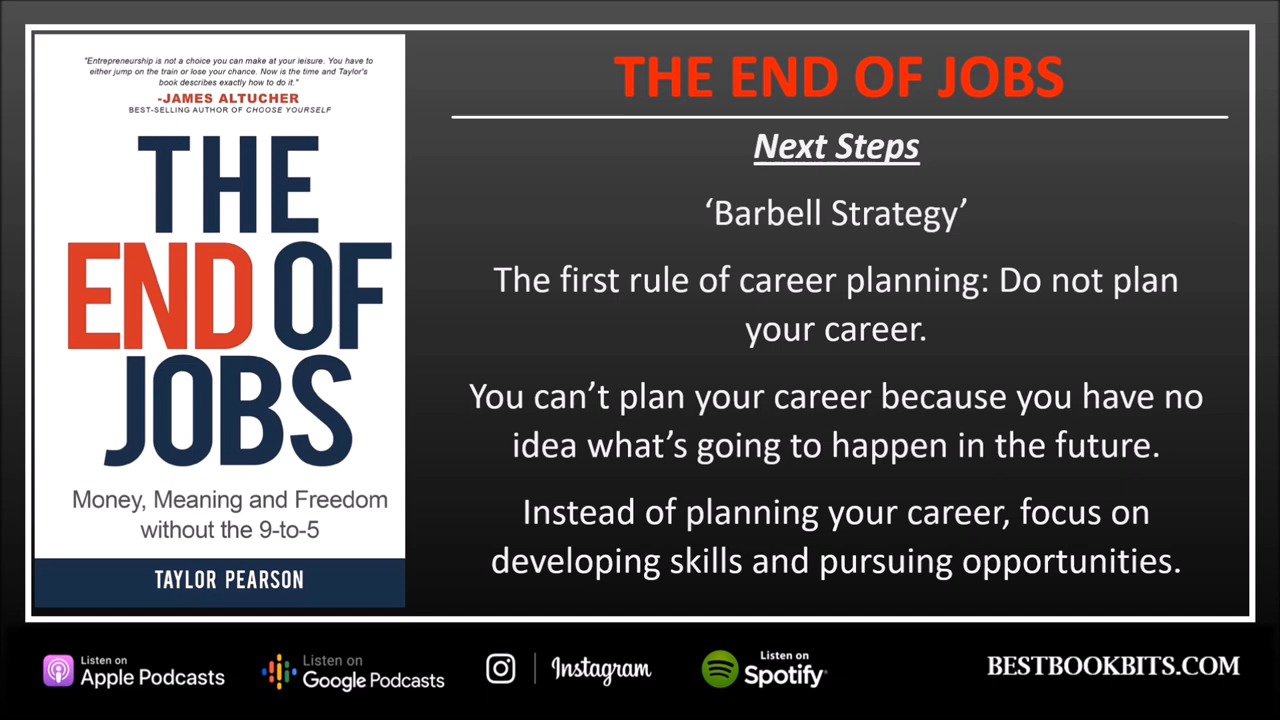 "Entrepreneurship is not a choice you can make at your leisure. You have to
either jump on the train or lose your chance. Now is the time and Taylor's
book describes exactly how to do it."
-JAMES ALTUCHER
BEST-SELLING AUTHOR OF CHOOSE YOURSELF
THE
END OF
JOBS
Money, Meaning and Freedom
without the 9-to-5
TAYLOR PEARSON
THE END OF JOBS
Next Steps
‘Barbell Strategy’
The first rule of career planning: Do not plan
your career.
You can’t plan your career because you have no
idea what’s going to happen in the future.
Instead of planning your career, focus on
developing skills and pursuing opportunities.
Listen on
Apple Podcasts
Listen on
Google Podcasts
Instagram
Listen on
Spotify
BESTBOOKBITS.COM